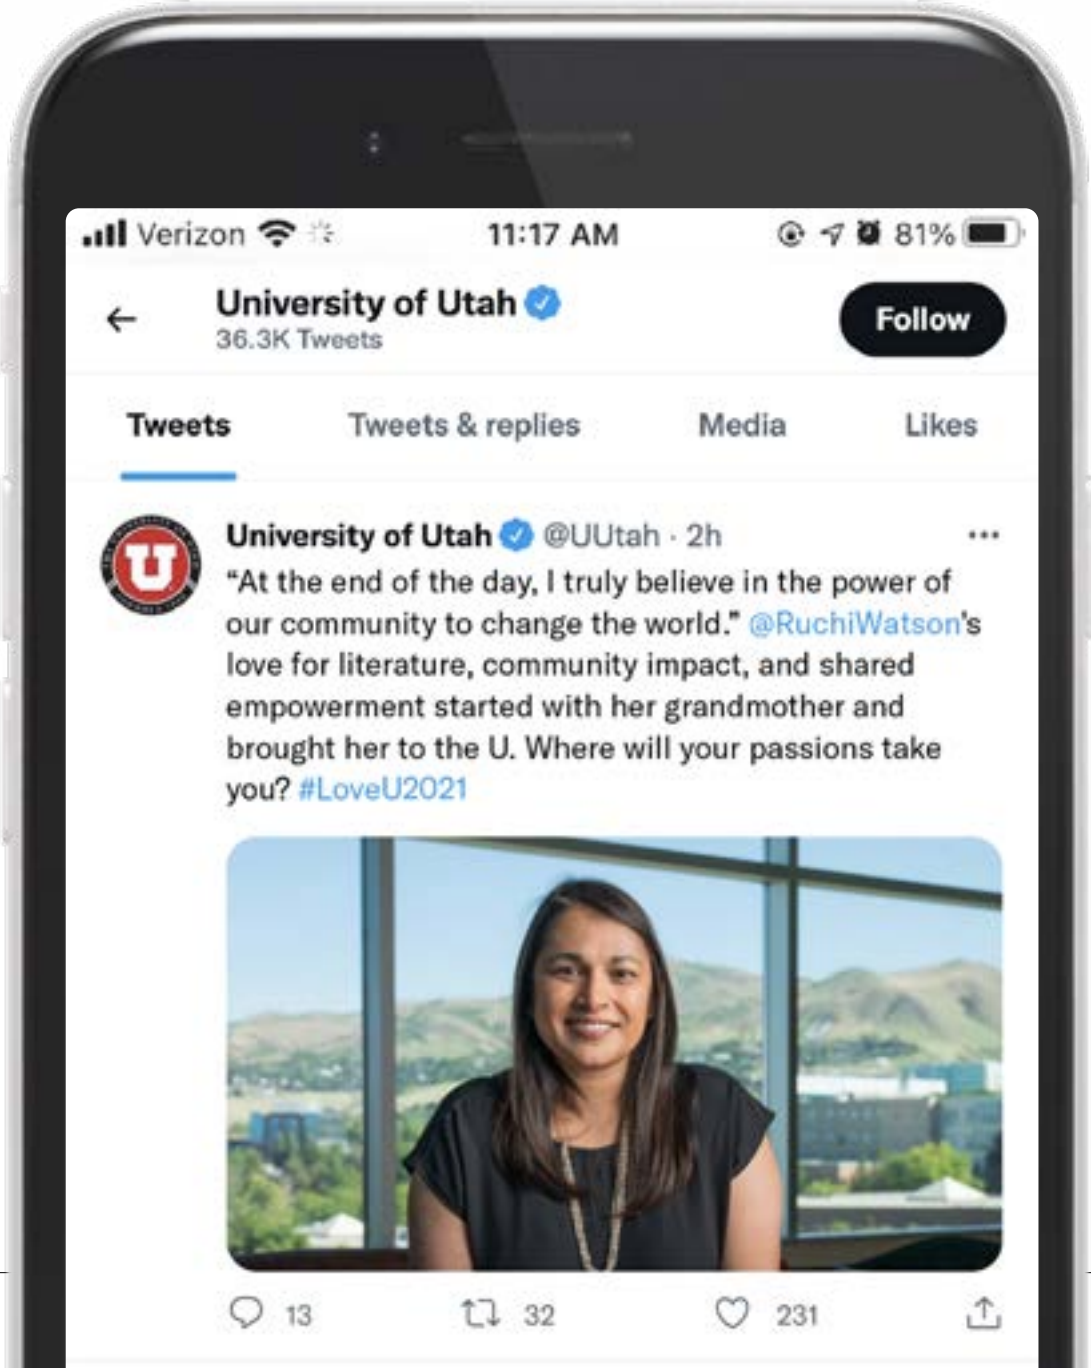 Verizon 11:17 AM 81%
University of Utah
36.3K Tweets
Follow
Tweets Tweets & replies Media Likes
University of Utah @UUtah · 2h
“At the end of the day, I truly believe in the power of
our community to change the world.” @RuchiWatson's
love for literature, community impact, and shared
empowerment started with her grandmother and
brought her to the U. Where will your passions take
you? #LoveU2021
U
13 32 231